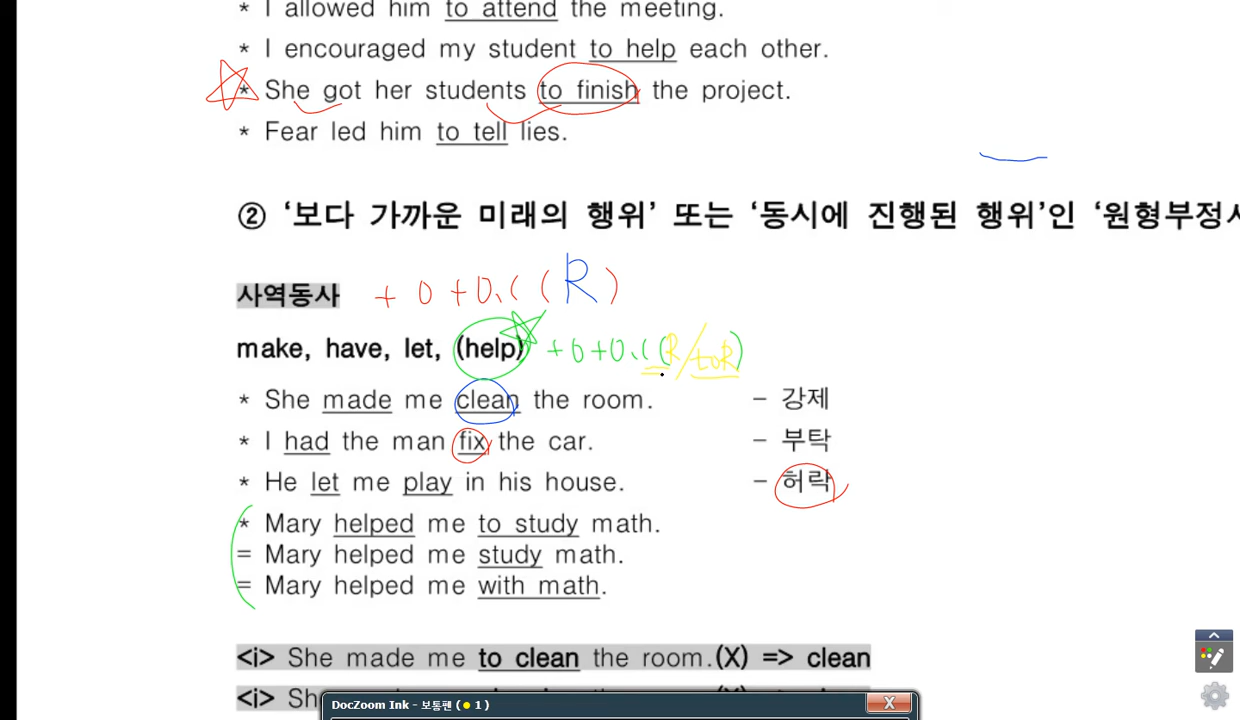 * I allowed him to attend the meeting.
* I encouraged my student to help each other.
* She got her students to finish the project.
* Fear led him to tell lies.
② ‘보다 가까운 미래의 행위’ 또는 ‘동시에 진행된 행위’인 ‘원형부정사
사역동사 + O + O.C (R)
make, have, let, (help) + O + O.C (R/to R)
* She made me clean the room. - 강제
* I had the man fix the car. - 부탁
* He let me play in his house. - 허락
* Mary helped me to study math.
= Mary helped me study math.
= Mary helped me with math.
<i> She made me to clean the room.(X) => clean
<i> Sh
DocZoom Ink - 보통펜 ( 1 ) X